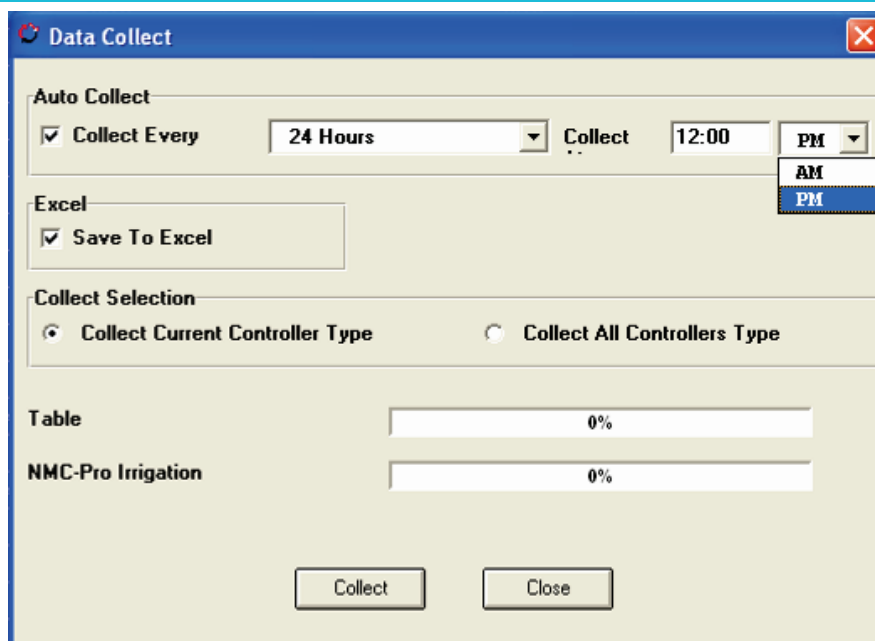 Data Collect
Auto Collect
Collect Every 24 Hours Collect 12:00 PM
AM
PM
Excel
Save To Excel
Collect Selection
Collect Current Controller Type Collect All Controllers Type
Table 0%
NMC-Pro Irrigation 0%
Collect Close